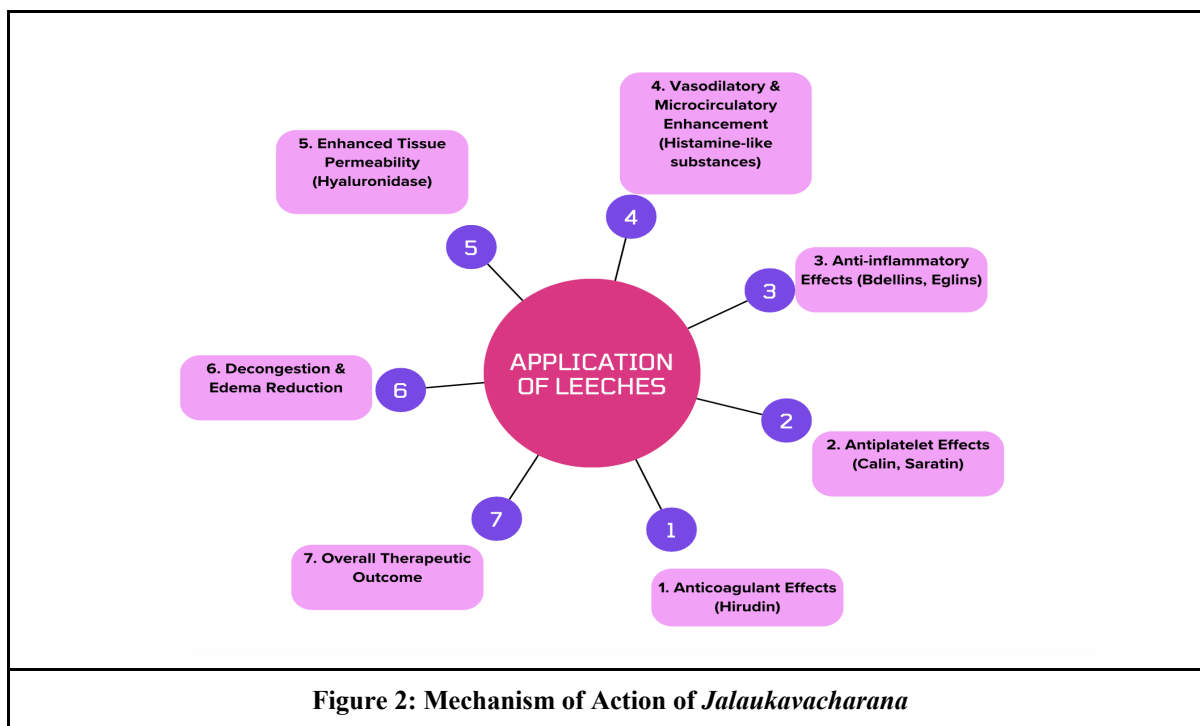 4. Vasodilatory &
Microcirculatory
Enhancement
(Histamine-like
substances)
4
5. Enhanced Tissue
Permeability
(Hyaluronidase)
5
3. Anti-inflammatory
Effects (Bdellins, Eglins)
3
APPLICATION
OF LEECHES
6. Decongestion &
Edema Reduction
6
2
2. Antiplatelet Effects
(Calin, Saratin)
7
7. Overall Therapeutic
Outcome
1
1. Anticoagulant Effects
(Hirudin)
Figure 2: Mechanism of Action of Jalaukavacharana